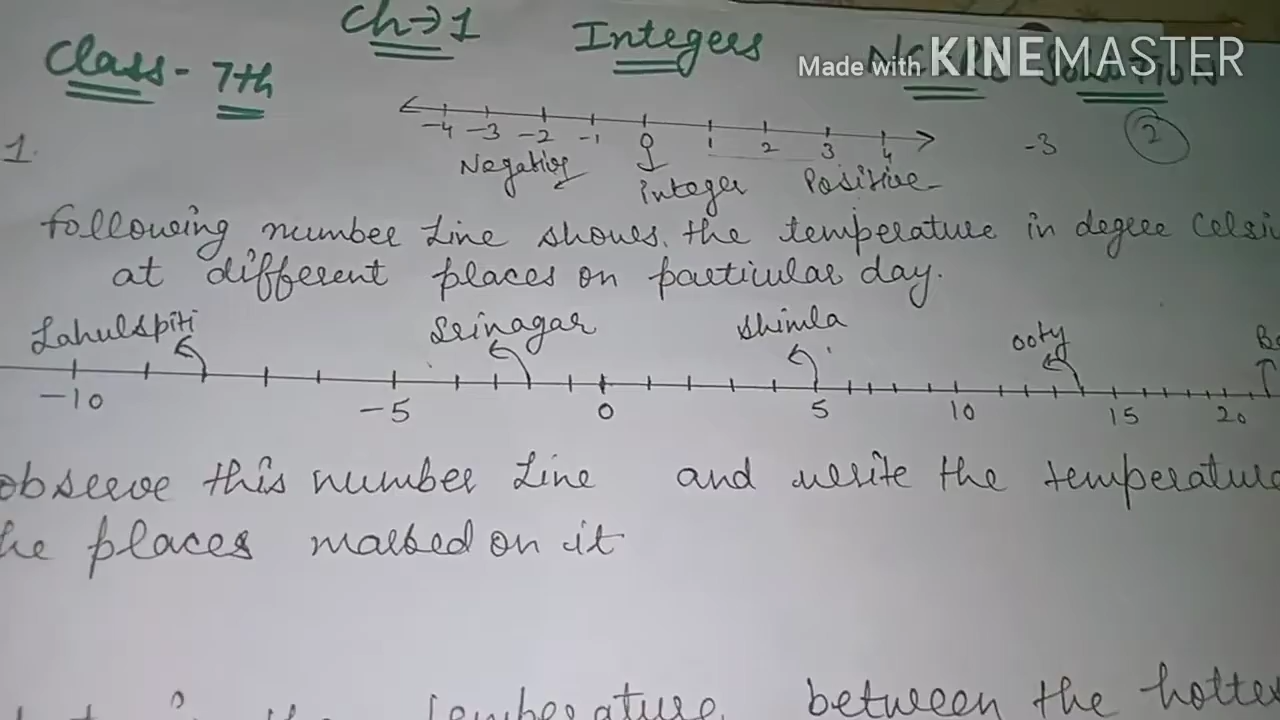 Ch→1 Integers
Class - 7th
Made with KINEMASTER
-4 -3 -2 -1 0 1 2 3 4
-3 2
1.
Negative integer Positive
following number Line shows the temperature in degree Celsi
at different places on particular day.
Lahulspiti Srinagar Shimla ooty
-10 -5 0 5 10 15 20
observe this number Line and write the temperature
he places marked on it
temperature between the hottes